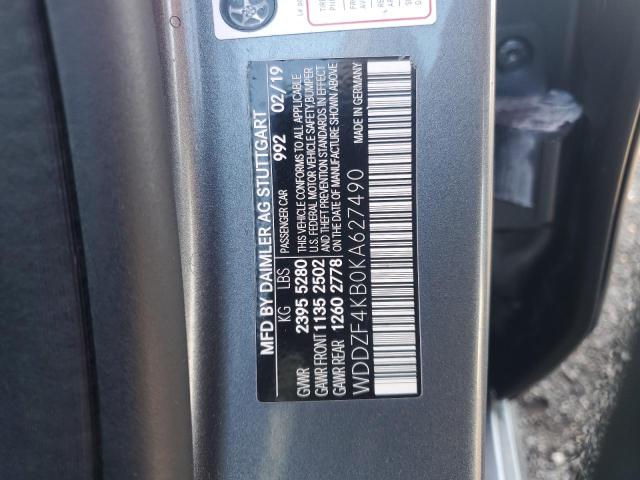 MFD BY DAIMLER AG STUTTGART
KG LBS PASSENGER CAR 992 02/19
GVWR 2395 5280 THIS VEHICLE CONFORMS TO ALL APPLICABLE
U.S. FEDERAL MOTOR VEHICLE SAFETY, BUMPER
GAWR FRONT 1135 2502 AND THEFT PREVENTION STANDARDS IN EFFECT
GAWR REAR 1260 2778 ON THE DATE OF MANUFACTURE SHOWN ABOVE
WDDZF4KB0KA627490 MADE IN GERMANY